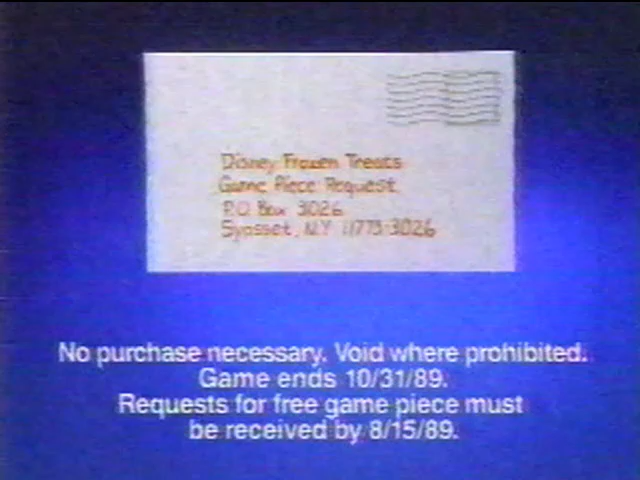 Disney Frozen Treats
Game Piece Request
P.O. Box 3026
Syosset, NY 11775-3026
No purchase necessary. Void where prohibited.
Game ends 10/31/89.
Requests for free game piece must
be received by 8/15/89.